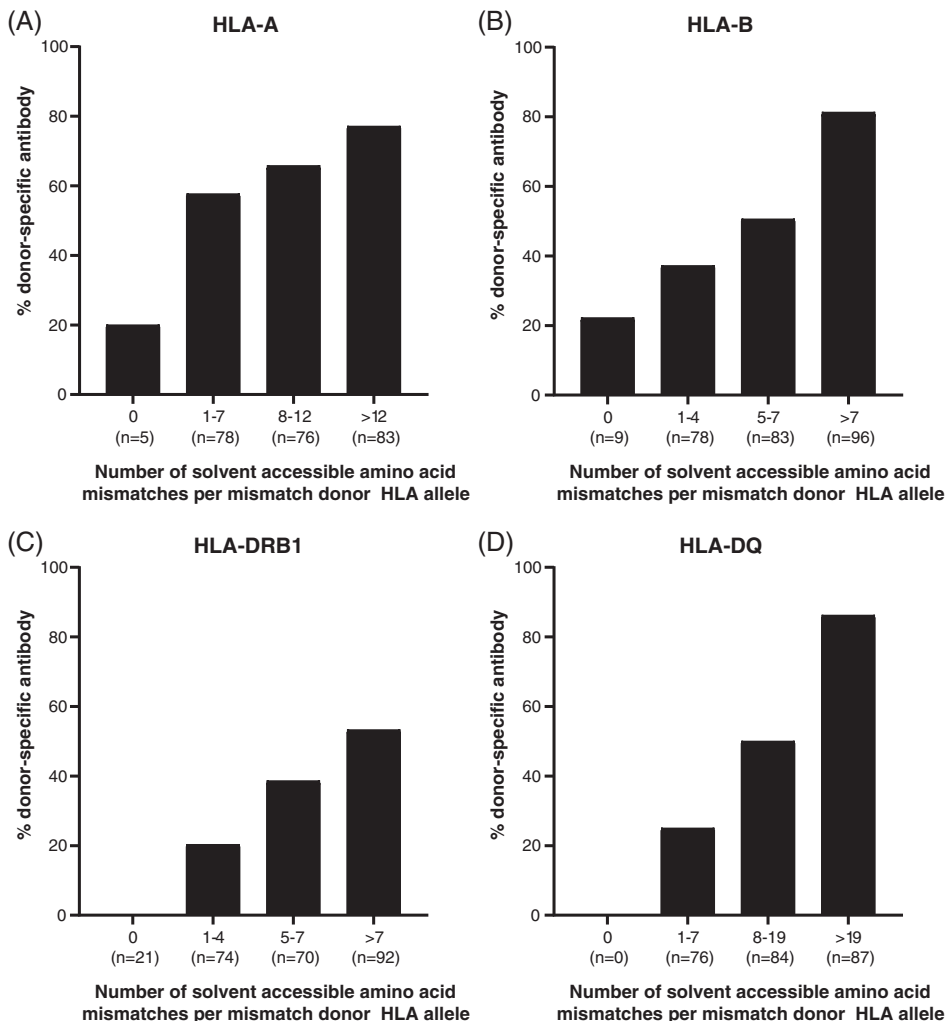 (A)
HLA-A
% donor-specific antibody
100
80
60
40
20
0
0 1-7 8-12 >12
(n=5) (n=78) (n=76) (n=83)
Number of solvent accessible amino acid
mismatches per mismatch donor HLA allele
(B)
HLA-B
% donor-specific antibody
100
80
60
40
20
0
0 1-4 5-7 >7
(n=9) (n=78) (n=83) (n=96)
Number of solvent accessible amino acid
mismatches per mismatch donor HLA allele
(C)
HLA-DRB1
% donor-specific antibody
100
80
60
40
20
0
0 1-4 5-7 >7
(n=21) (n=74) (n=70) (n=92)
Number of solvent accessible amino acid
mismatches per mismatch donor HLA allele
(D)
HLA-DQ
% donor-specific antibody
100
80
60
40
20
0
0 1-7 8-19 >19
(n=0) (n=76) (n=84) (n=87)
Number of solvent accessible amino acid
mismatches per mismatch donor HLA allele